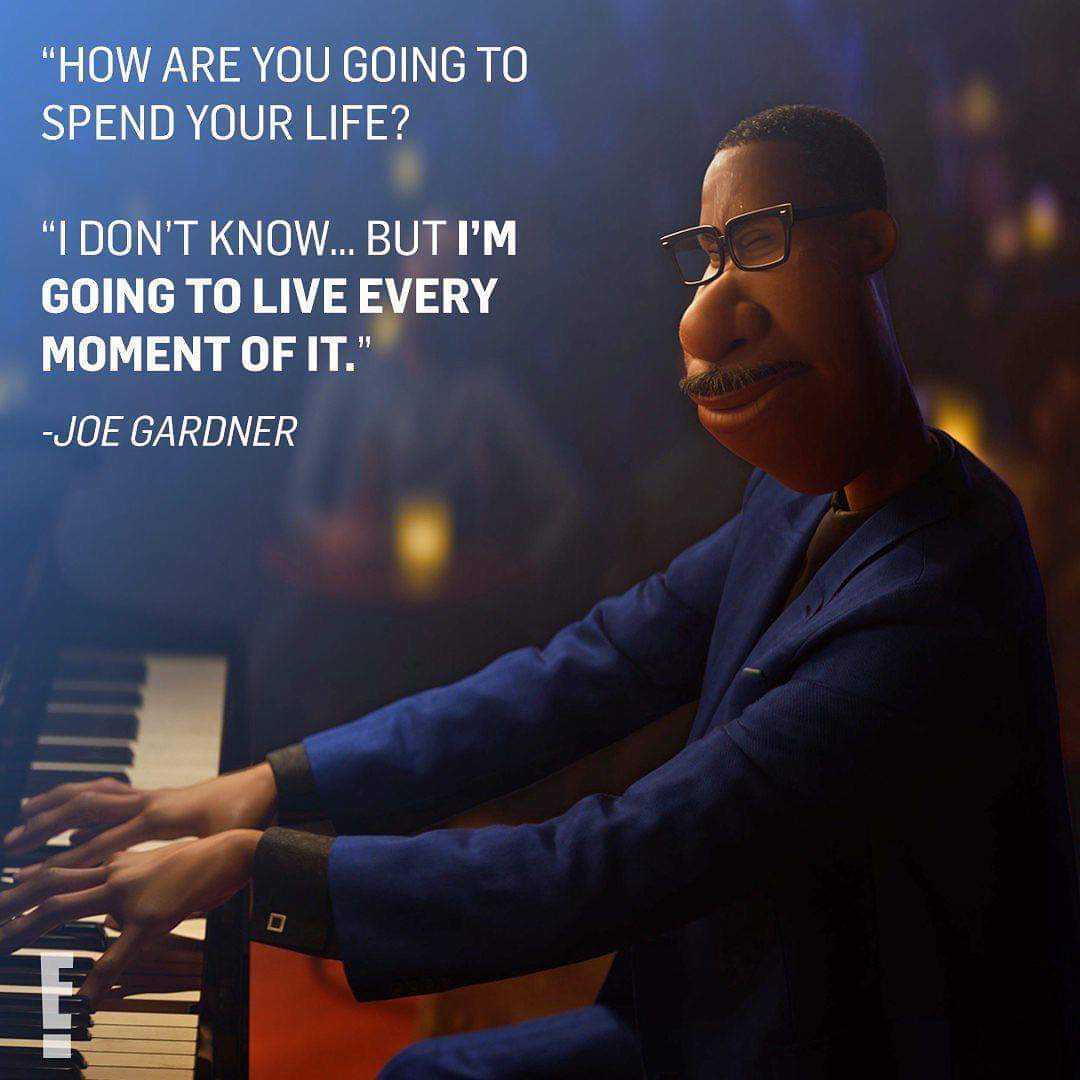 “HOW ARE YOU GOING TO
SPEND YOUR LIFE?
“I DON’T KNOW... BUT I’M
GOING TO LIVE EVERY
MOMENT OF IT.”
-JOE GARDNER
E!